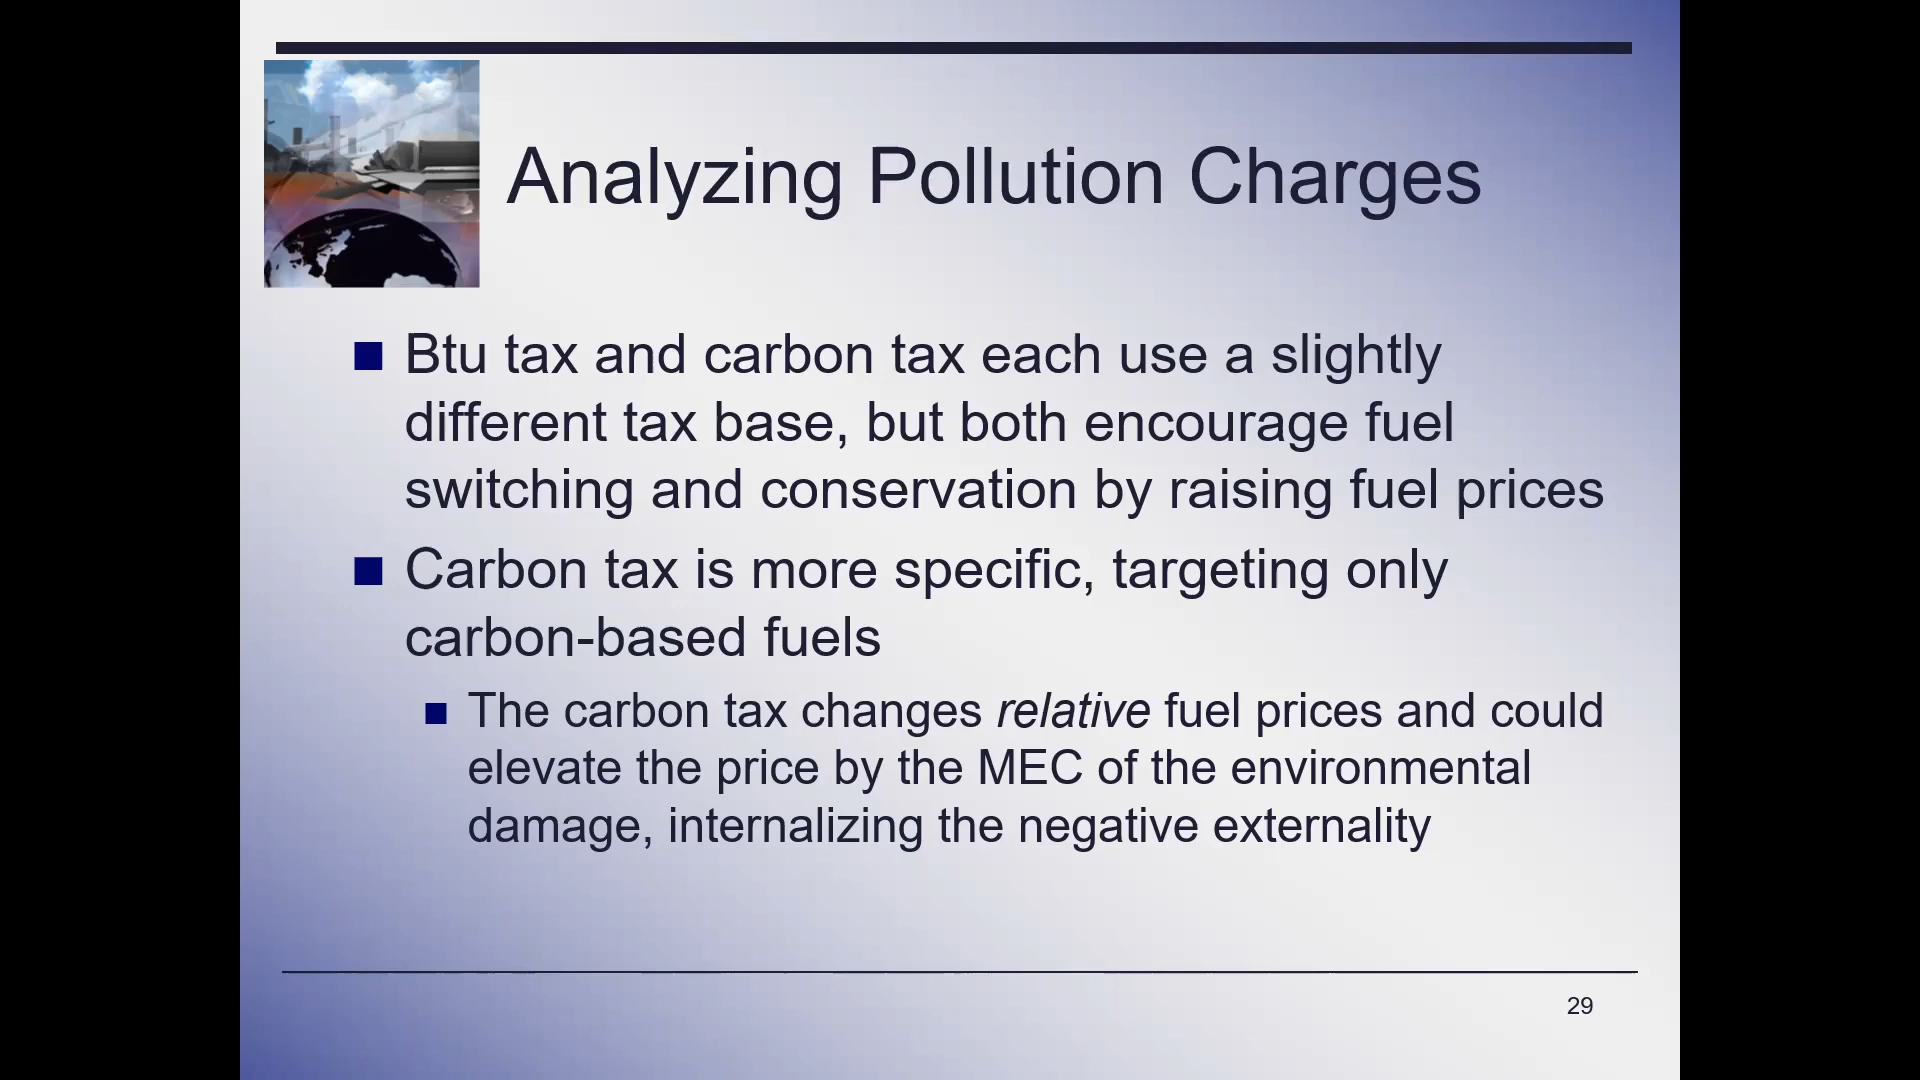 Analyzing Pollution Charges
Btu tax and carbon tax each use a slightly
different tax base, but both encourage fuel
switching and conservation by raising fuel prices
Carbon tax is more specific, targeting only
carbon-based fuels
The carbon tax changes relative fuel prices and could
elevate the price by the MEC of the environmental
damage, internalizing the negative externality
29